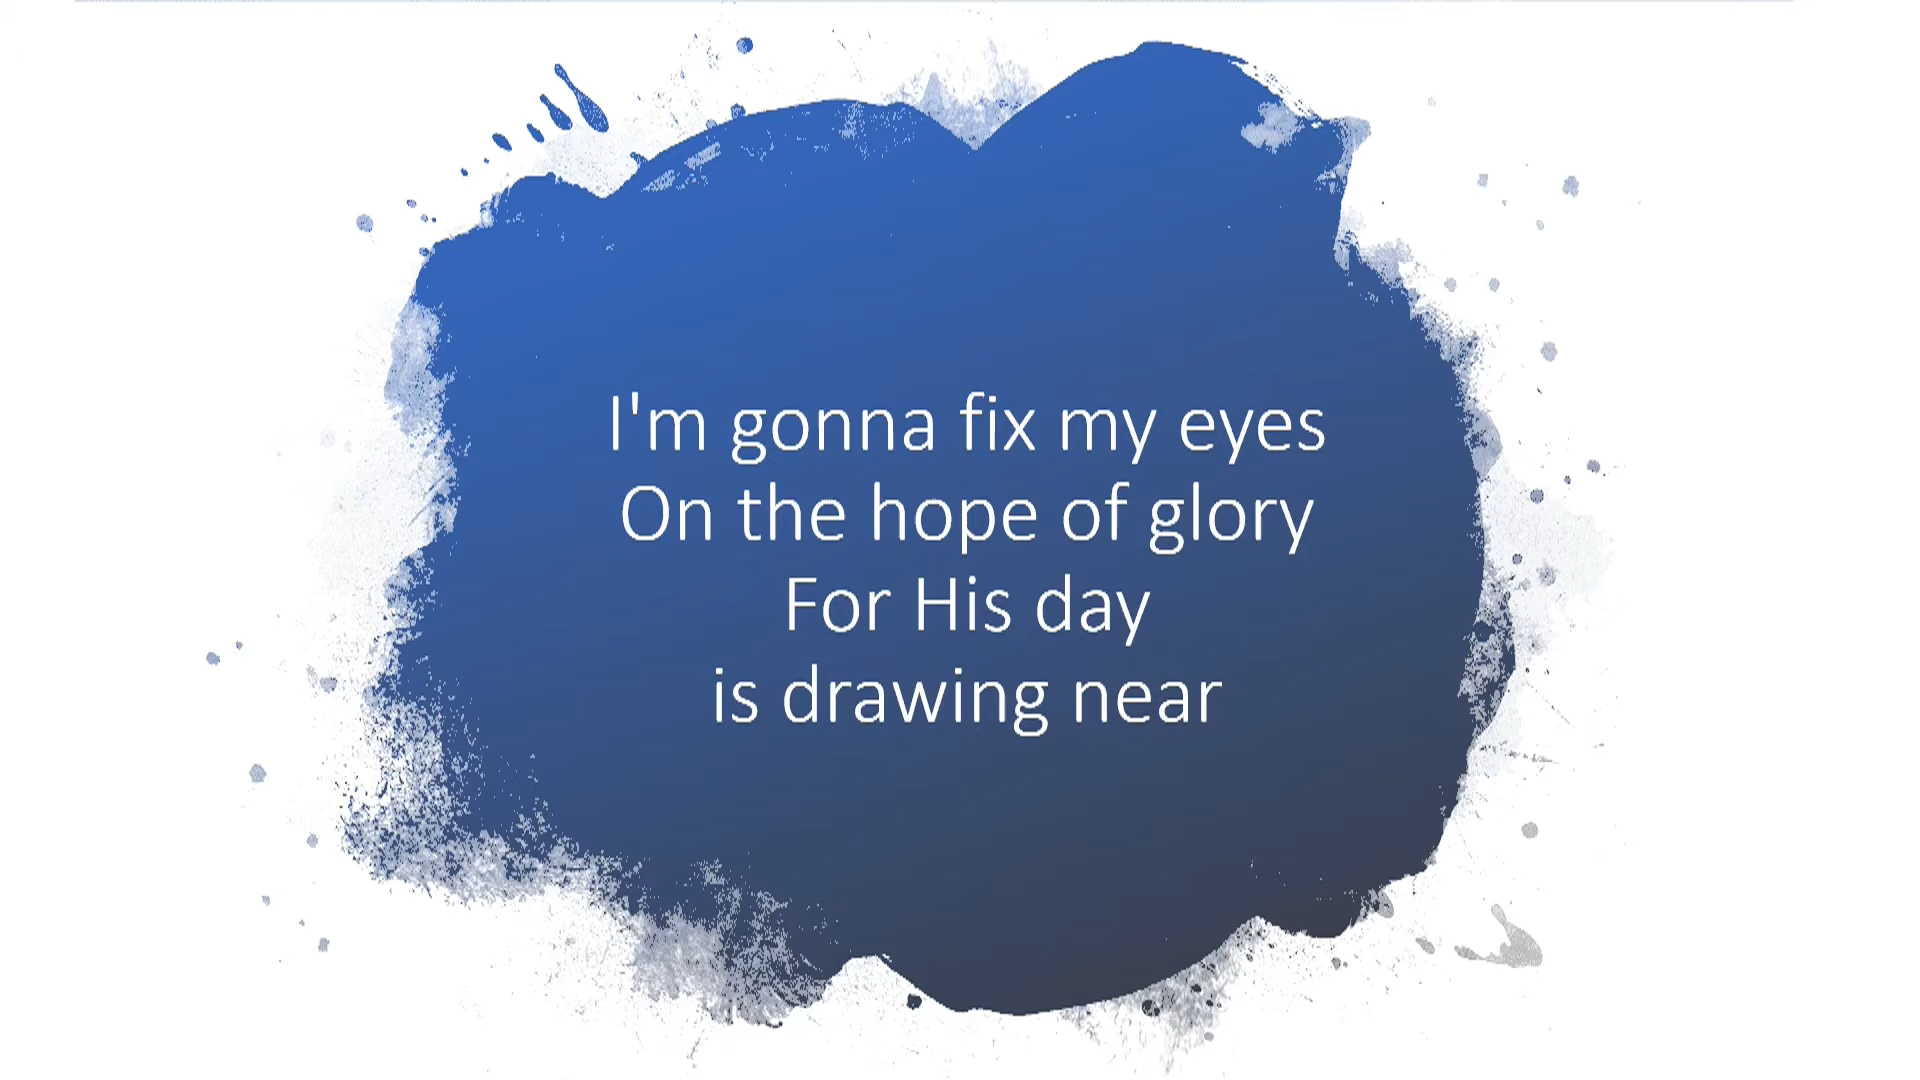 I'm gonna fix my eyes
On the hope of glory
For His day
is drawing near